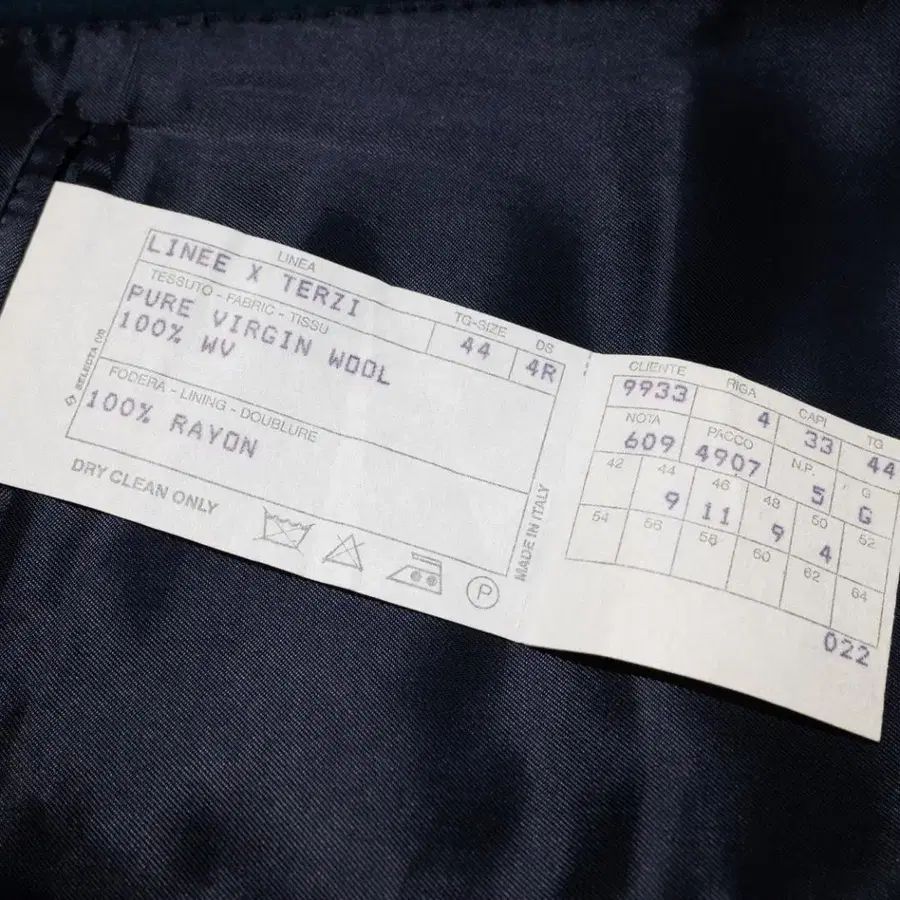 LINEA
LINEE X TERZI
TESSUTO - FABRIC - TISSU
PURE VIRGIN WOOL
100% WV
TG-SIZE DS
44 4R
FODERA - LINING - DOUBLURE
100% RAYON
DRY CLEAN ONLY
P
MADE IN ITALY
SELECTA
CLIENTE RIGA CAPI TG
9933 4 33 44
NOTA PACCO N.P. G
609 4907 5 G
42 44 46 48 50 52
9 11 9 4
54 56 58 60 62 64
022